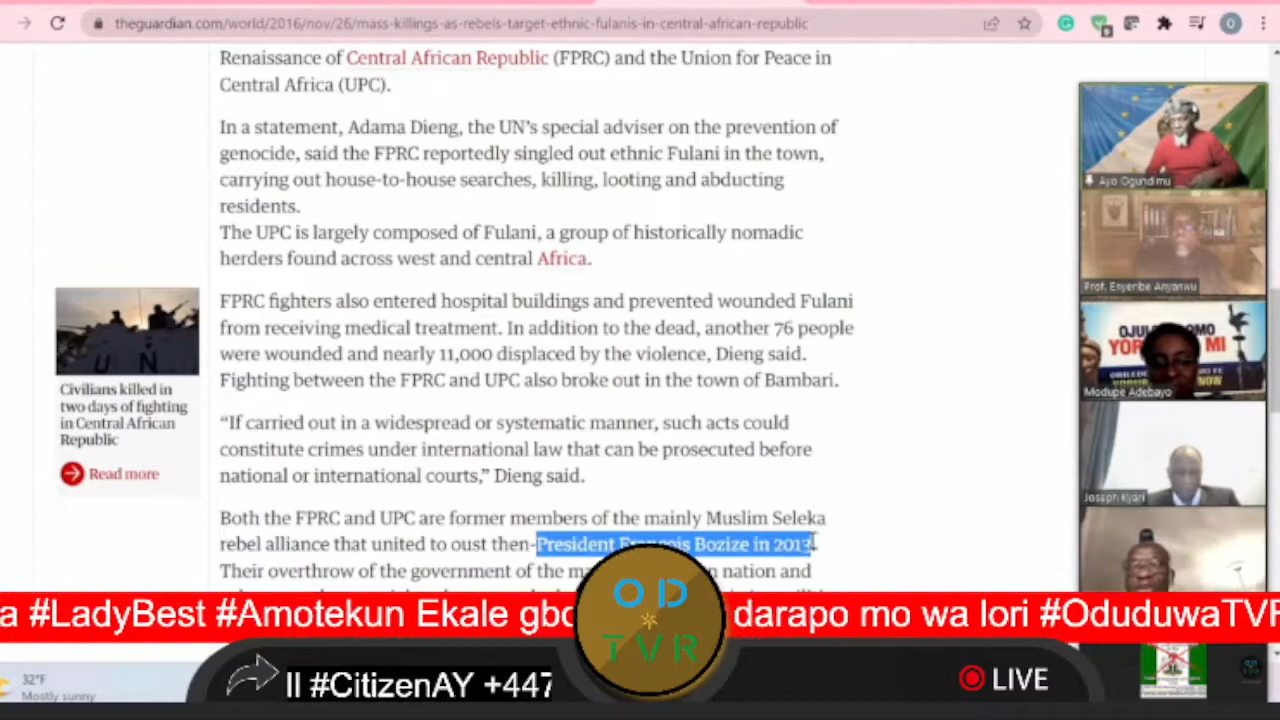 theguardian.com/world/2016/nov/26/mass-killings-as-rebels-target-ethnic-fulanis-in-central-african-republic
Renaissance of Central African Republic (FPRC) and the Union for Peace in
Central Africa (UPC).
In a statement, Adama Dieng, the UN's special adviser on the prevention of
genocide, said the FPRC reportedly singled out ethnic Fulani in the town,
carrying out house-to-house searches, killing, looting and abducting
residents.
The UPC is largely composed of Fulani, a group of historically nomadic
herders found across west and central Africa.
FPRC fighters also entered hospital buildings and prevented wounded Fulani
from receiving medical treatment. In addition to the dead, another 76 people
were wounded and nearly 11,000 displaced by the violence, Dieng said.
Fighting between the FPRC and UPC also broke out in the town of Bambari.
“If carried out in a widespread or systematic manner, such acts could
constitute crimes under international law that can be prosecuted before
national or international courts,” Dieng said.
Both the FPRC and UPC are former members of the mainly Muslim Seleka
rebel alliance that united to oust then-President François Bozize in 2013.
Their overthrow of the government of the nation and
UN
Civilians killed in
two days of fighting
in Central African
Republic
Read more
Ayo Ogundimu
Prof. Enyeribe Anyanwu
Modupe Adebayo
NOW
Joseph Kyari
a #LadyBest #Amotekun Ekale gbo darapo mo wa lori #OduduwaTVR
OD
TVR
ll #CitizenAY +447
LIVE
32°F
Mostly sunny